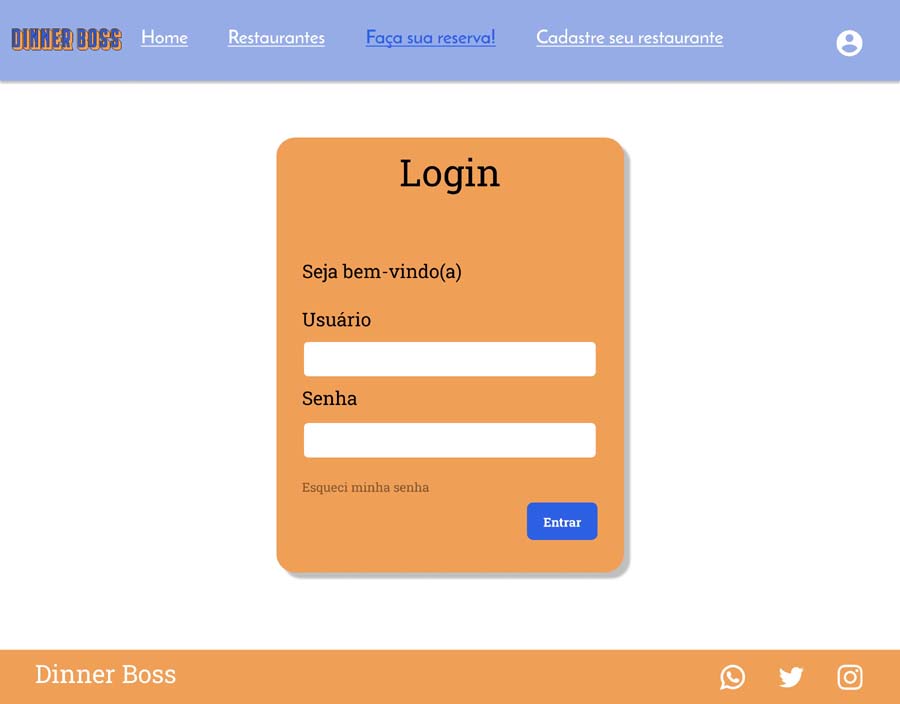 DINNER BOSS Home Restaurantes Faça sua reserva! Cadastre seu restaurante
Login
Seja bem-vindo(a)
Usuário
Senha
Esqueci minha senha
Entrar
Dinner Boss